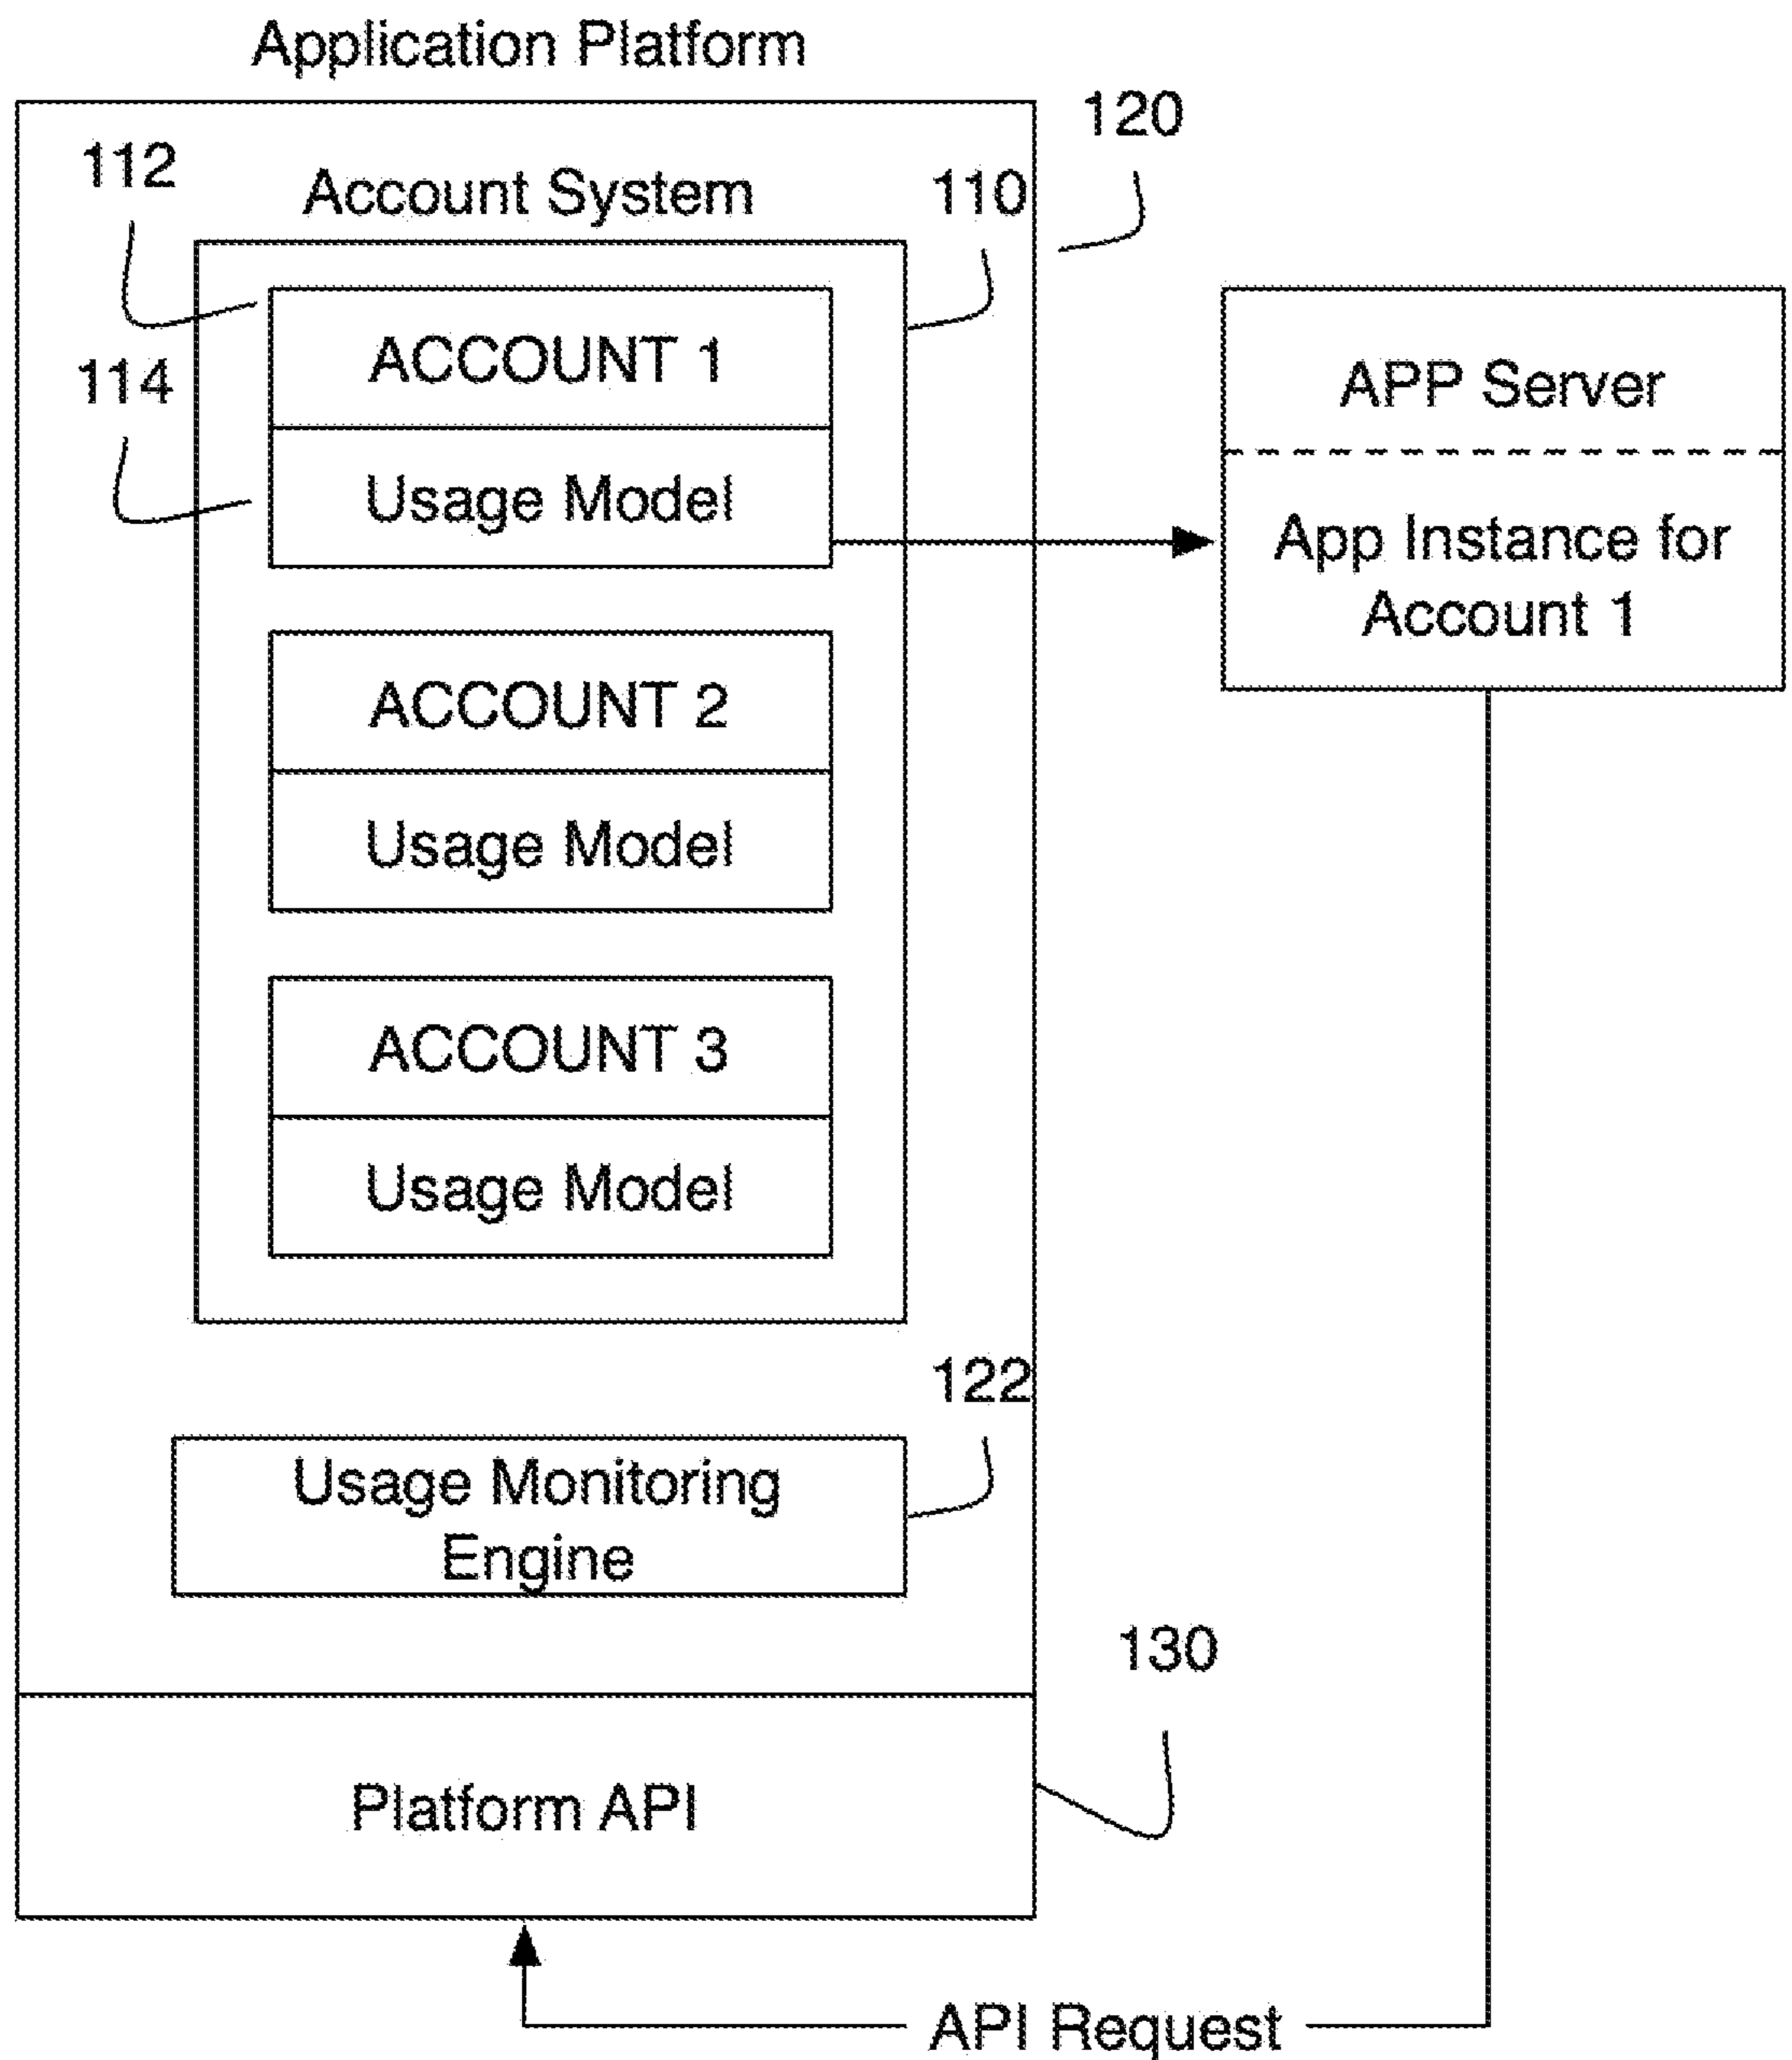 Application Platform
120
112
Account System
110
ACCOUNT 1
114
Usage Model
APP Server
App Instance for
Account 1
ACCOUNT 2
Usage Model
ACCOUNT 3
Usage Model
122
Usage Monitoring
Engine
130
Platform API
API Request